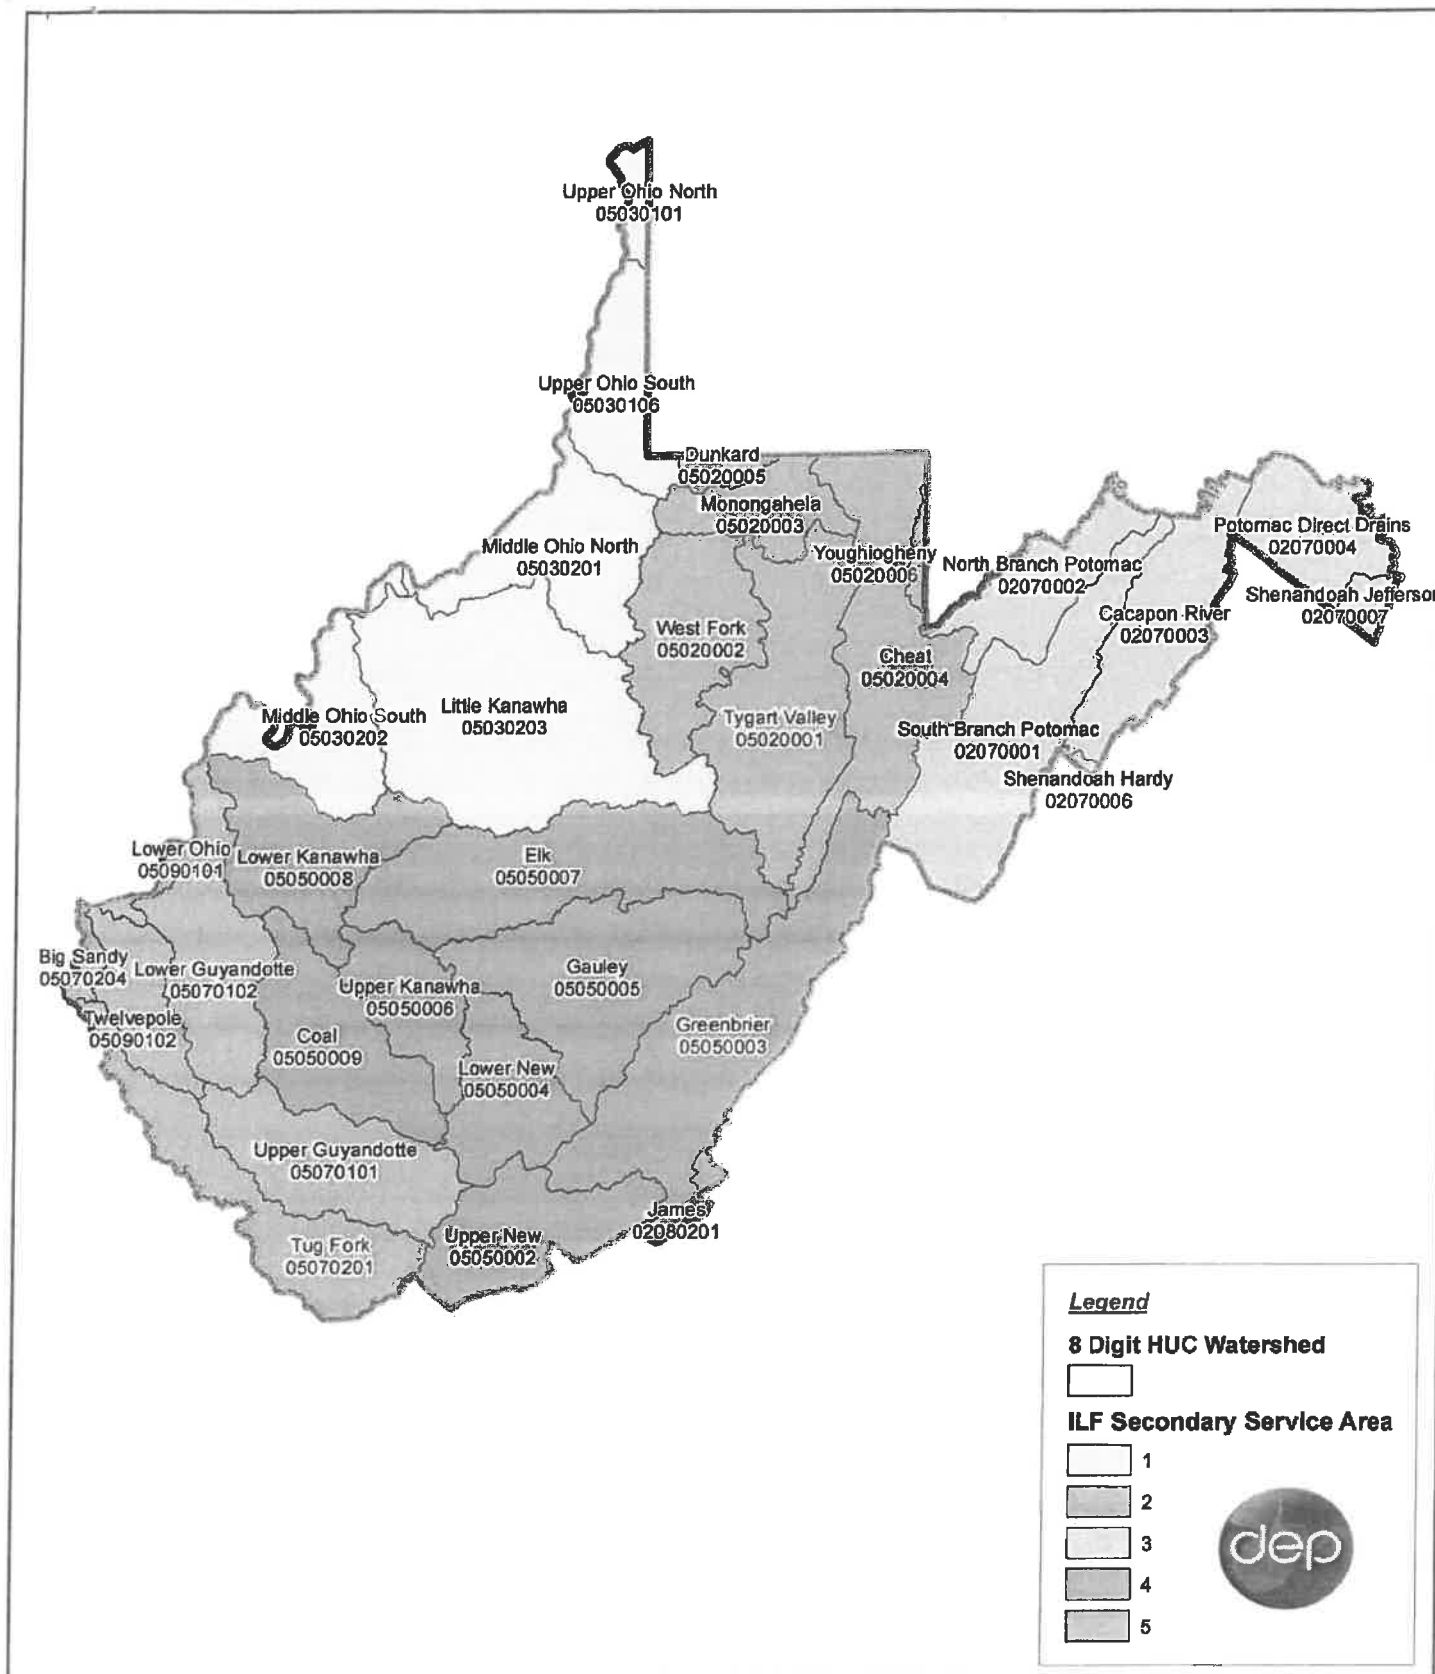 Upper Ohio North
05030101
Upper Ohio South
05030106
Dunkard
05020005
Monongahela
05020003
Middle Ohio North
05030201
Youghiogheny
05020006
North Branch Potomac
02070002
Potomac Direct Drains
02070004
Shenandoah Jefferson
02070007
Cacapon River
02070003
West Fork
05020002
Cheat
05020004
Little Kanawha
05030203
Middle Ohio South
05030202
Tygart Valley
05020001
South Branch Potomac
02070001
Shenandoah Hardy
02070006
Lower Ohio
05090101
Lower Kanawha
05050008
Elk
05050007
Big Sandy
05070204
Lower Guyandotte
05070102
Upper Kanawha
05050006
Gauley
05050005
Twelvepole
05090102
Coal
05050009
Greenbrier
05050003
Lower New
05050004
Upper Guyandotte
05070101
James
02080201
Tug Fork
05070201
Upper New
05050002
Legend
8 Digit HUC Watershed
ILF Secondary Service Area
1
2
3
4
5
dep